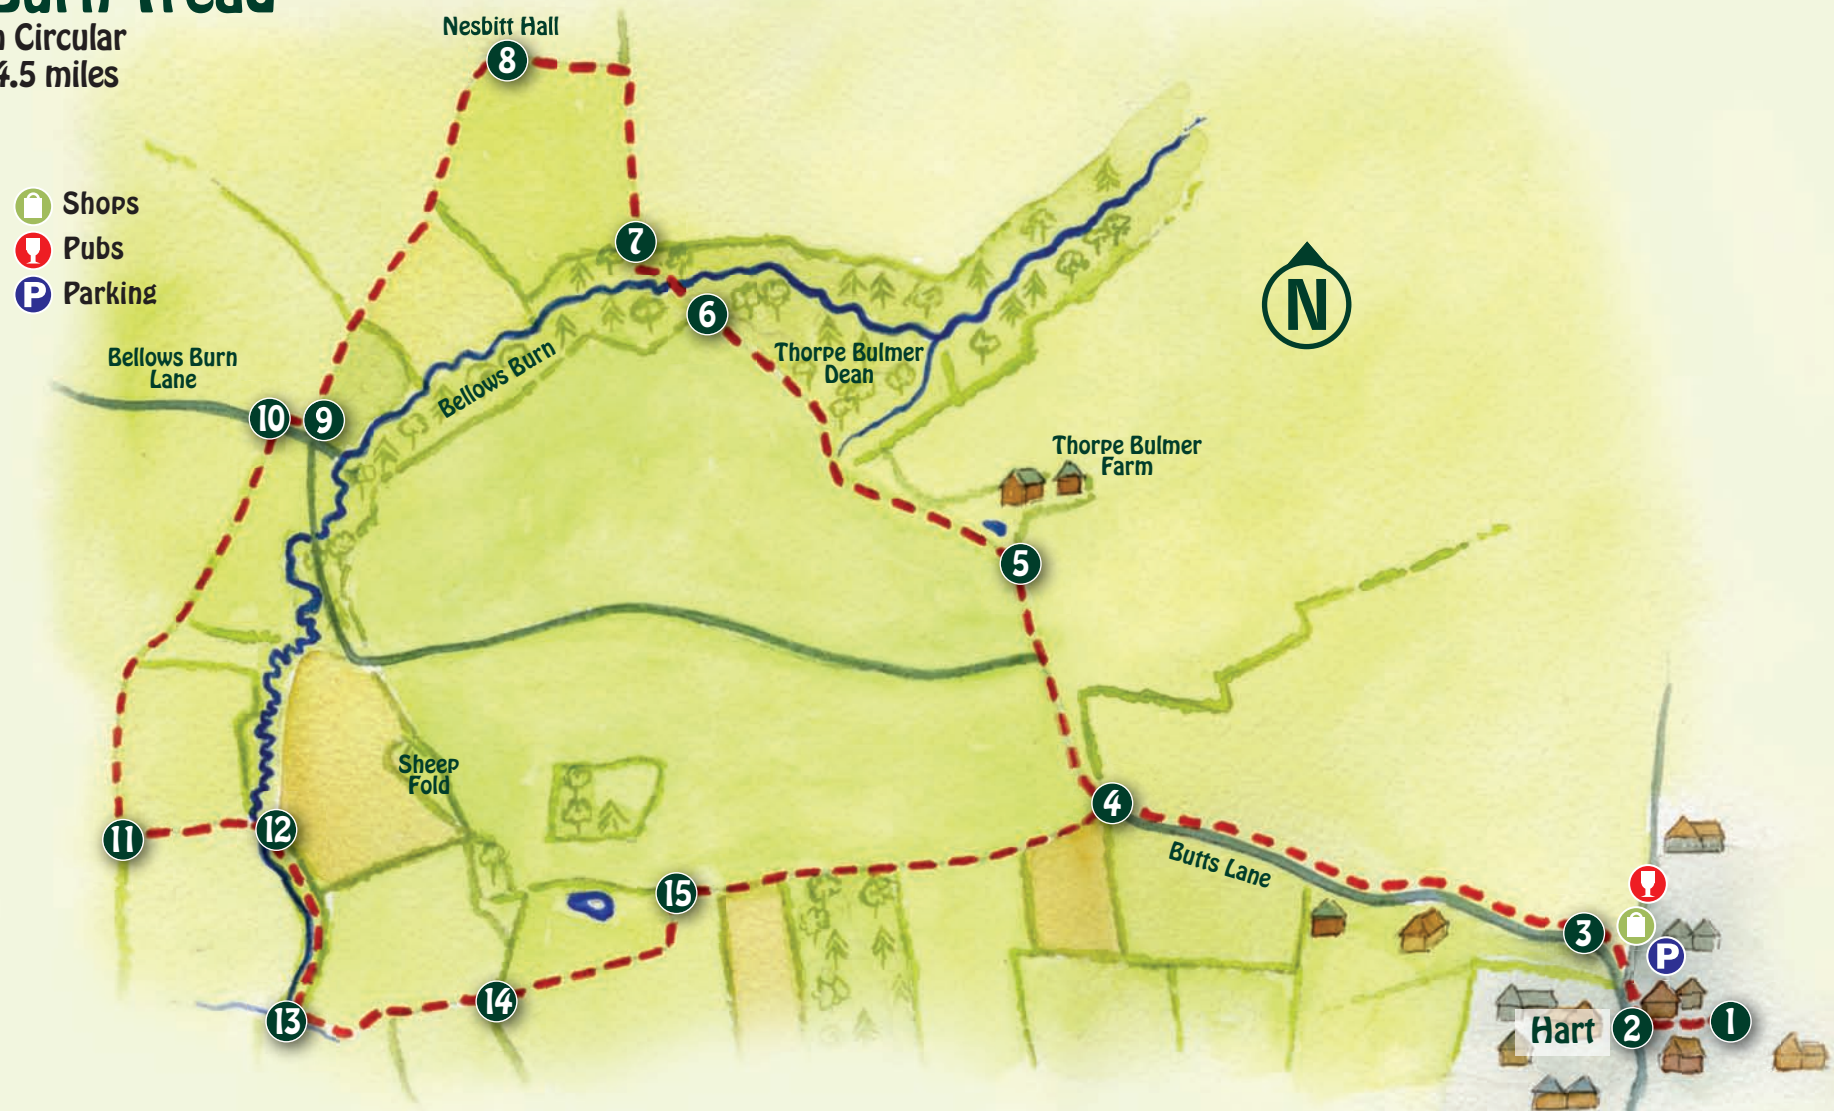 Circular
4.5 miles
Nesbitt Hall
8
Shops
Pubs
P Parking
7
6
N
Bellows Burn
Lane
Bellows Burn
Thorpe Bulmer
Dean
10
9
Thorpe Bulmer
Farm
5
Sheep
Fold
4
Butts Lane
11
12
15
3
P
13
14
Hart
2
1